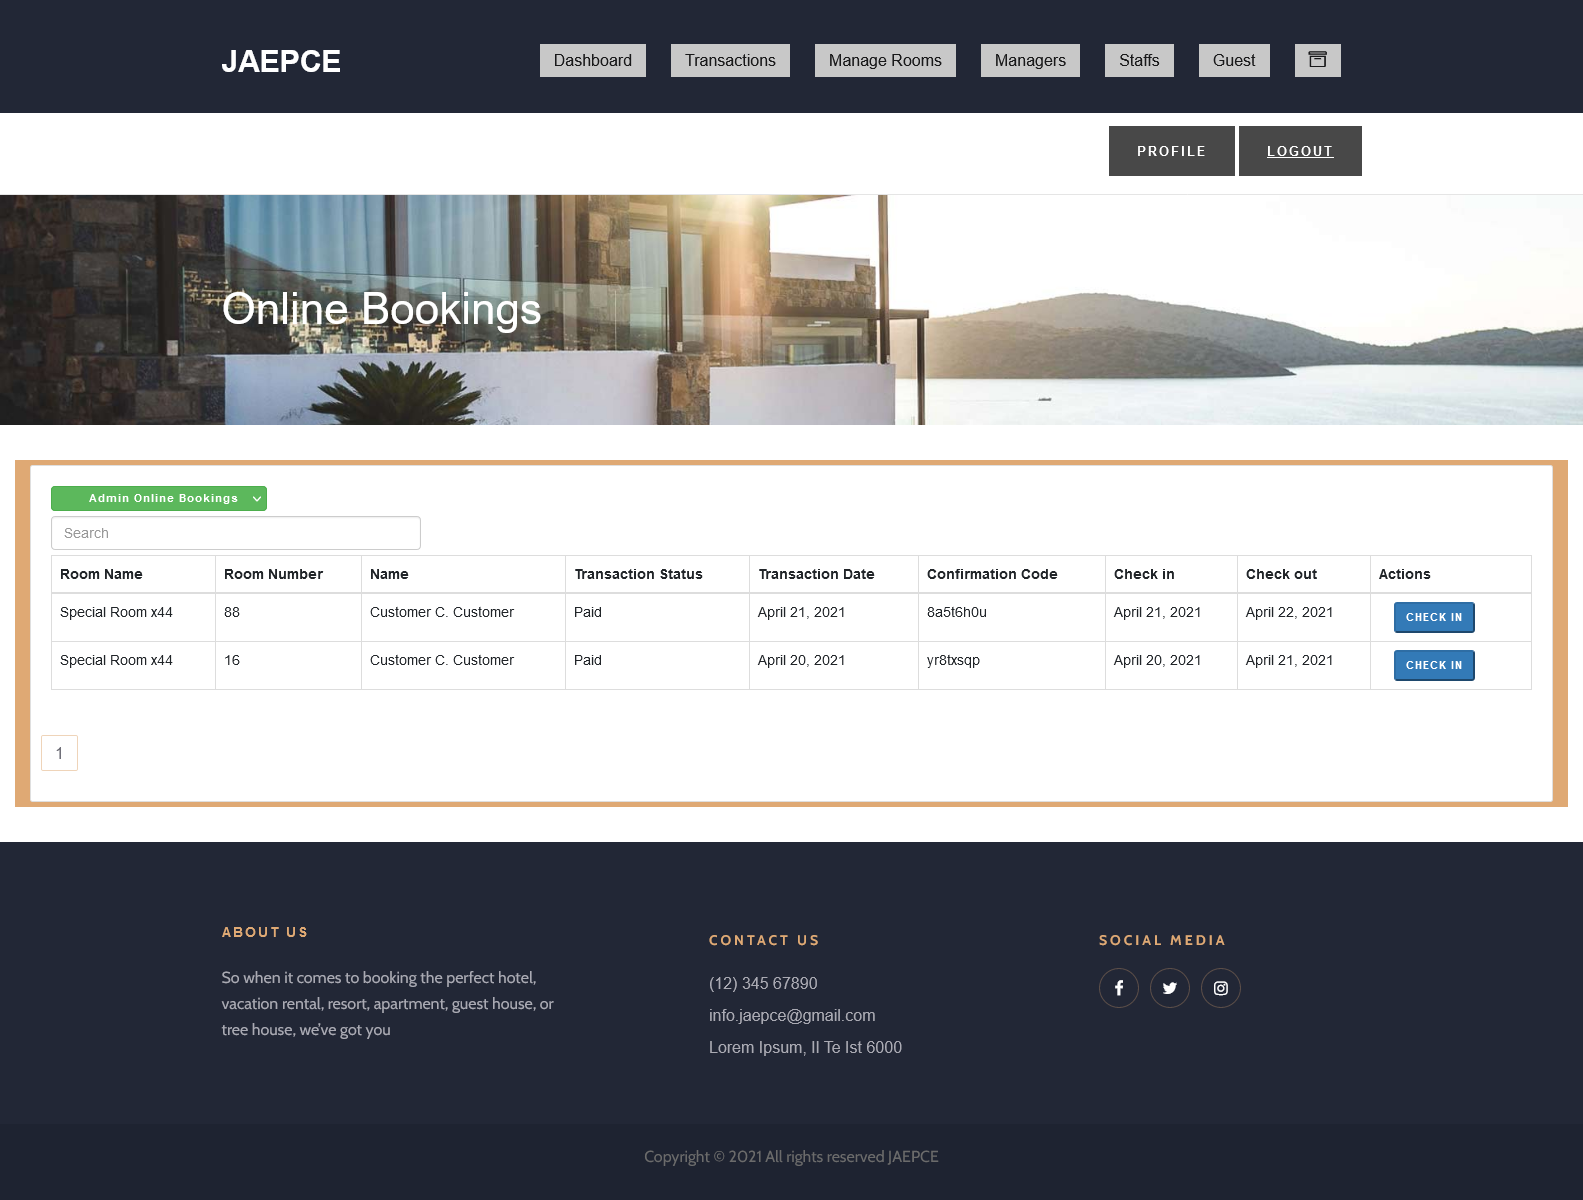 JAEPCE
Dashboard Transactions Manage Rooms Managers Staffs Guest
PROFILE LOGOUT
Online Bookings
Admin Online Bookings
Search
Room Name Room Number Name Transaction Status Transaction Date Confirmation Code Check in Check out Actions
Special Room x44 88 Customer C. Customer Paid April 21, 2021 8a5t6h0u April 21, 2021 April 22, 2021 CHECK IN
Special Room x44 16 Customer C. Customer Paid April 20, 2021 yr8txsqp April 20, 2021 April 21, 2021 CHECK IN
1
ABOUT US
So when it comes to booking the perfect hotel,
vacation rental, resort, apartment, guest house, or
tree house, we've got you
CONTACT US
(12) 345 67890
info.jaepce@gmail.com
Lorem Ipsum, II Te Ist 6000
SOCIAL MEDIA
Copyright © 2021 All rights reserved JAEPCE